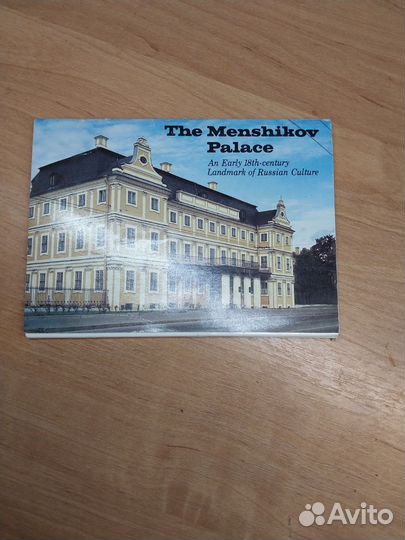 The Menshikov
Palace
An Early 18th-century
Landmark of Russian Culture
Avito